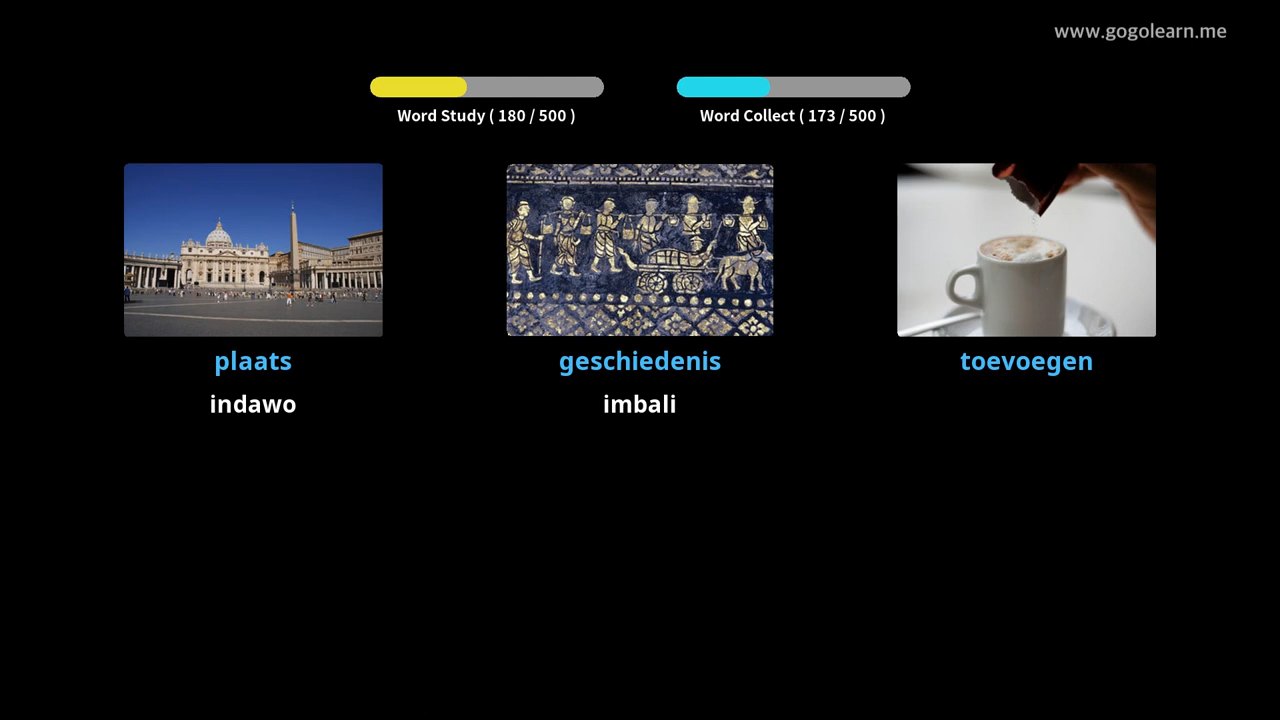 www.gogolearn.me
Word Study ( 180 / 500 )
Word Collect ( 173 / 500 )
plaats
geschiedenis
toevoegen
indawo
imbali